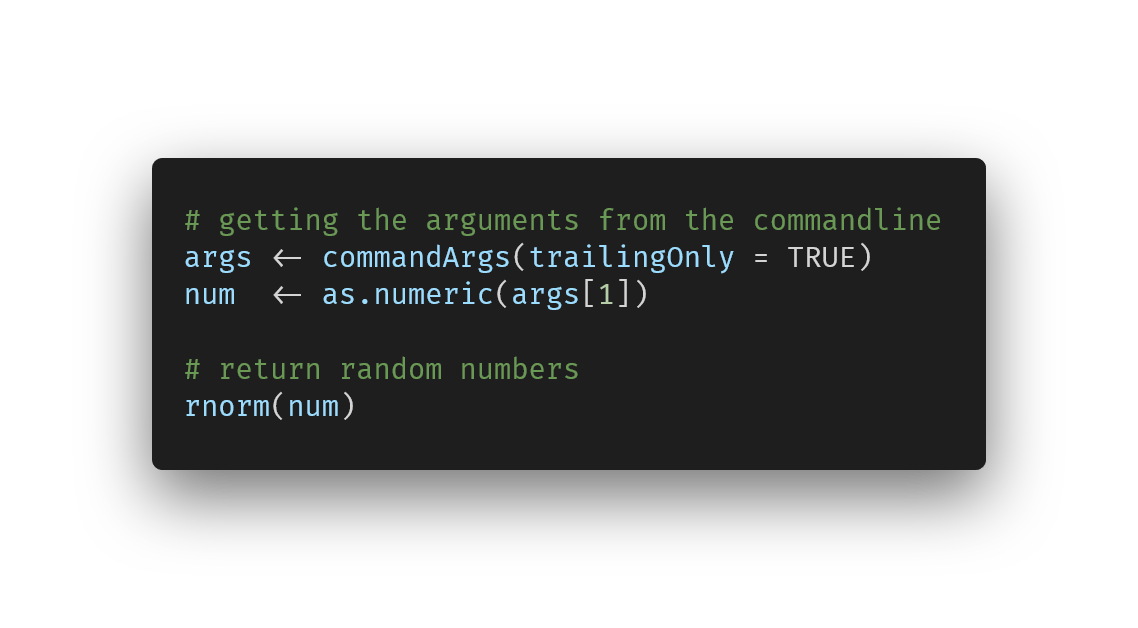 # getting the arguments from the commandline
args <- commandArgs(trailingOnly = TRUE)
num  <- as.numeric(args[1])

# return random numbers
rnorm(num)